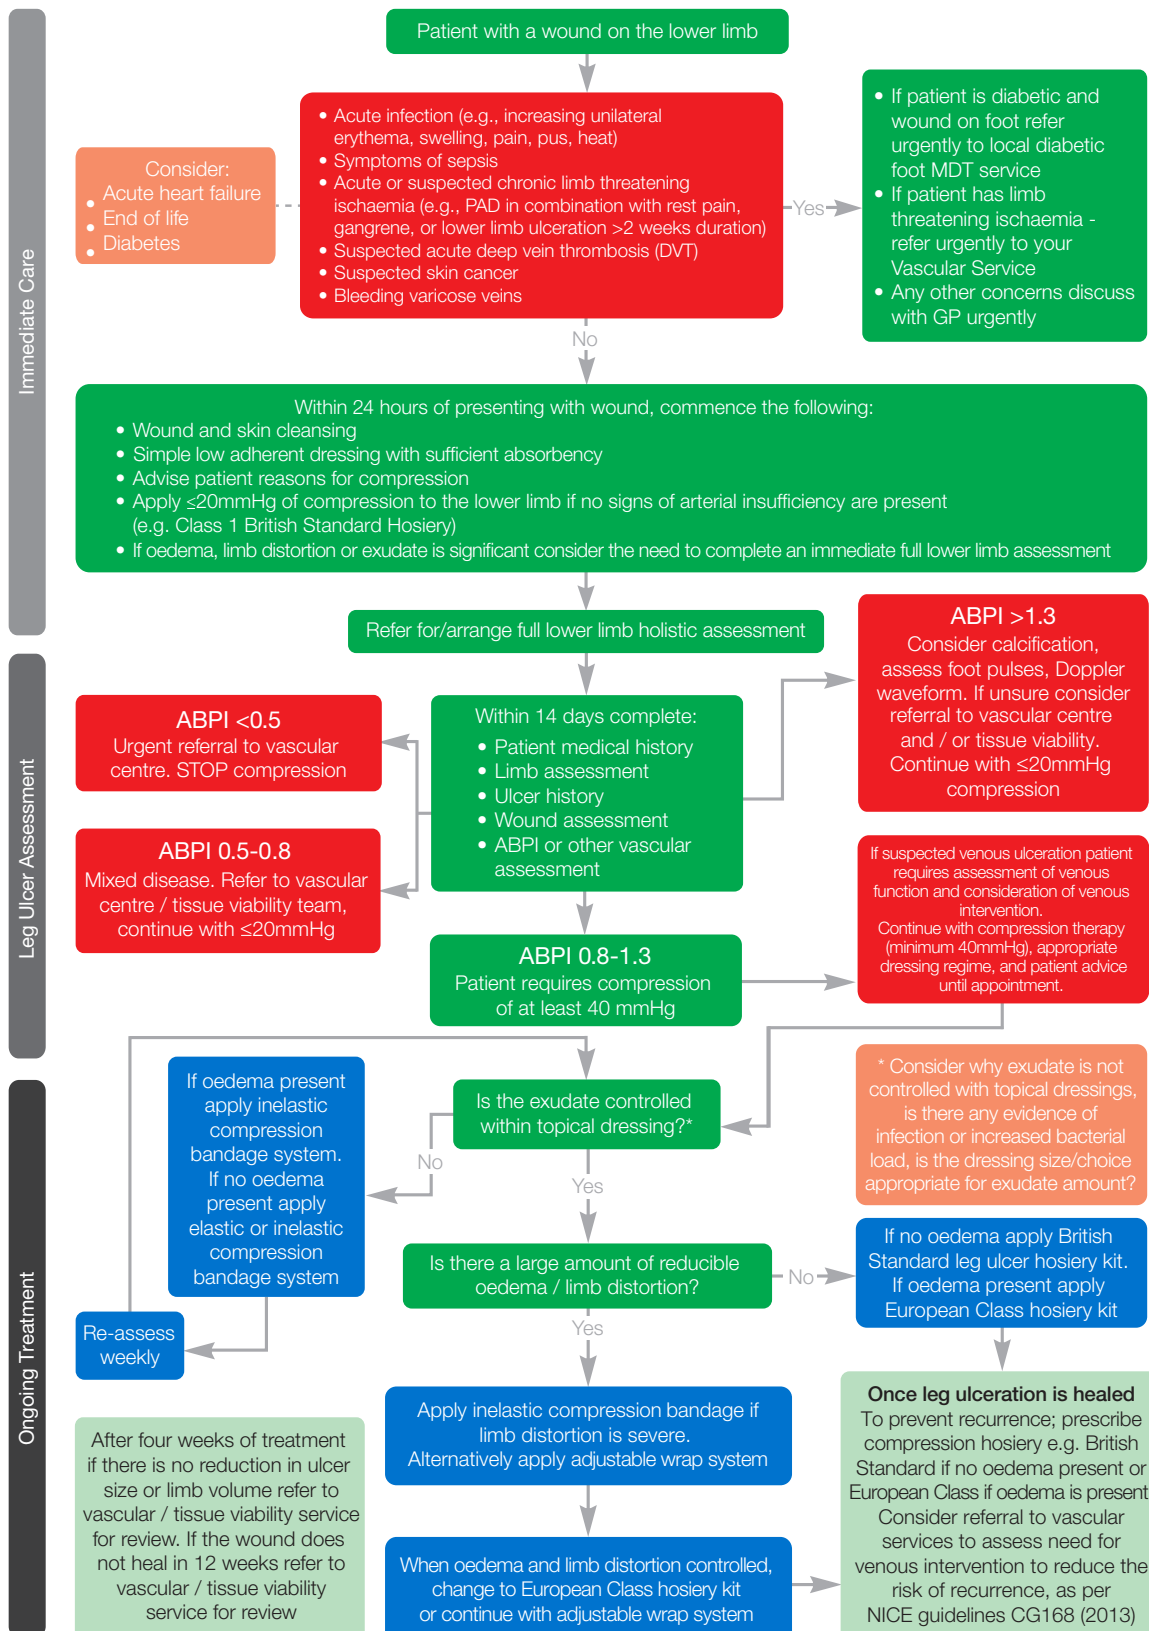 Immediate Care
Patient with a wound on the lower limb
Consider:
• Acute heart failure
• End of life
• Diabetes
• Acute infection (e.g., increasing unilateral
erythema, swelling, pain, pus, heat)
• Symptoms of sepsis
• Acute or suspected chronic limb threatening
ischaemia (e.g., PAD in combination with rest pain,
gangrene, or lower limb ulceration >2 weeks duration)
• Suspected acute deep vein thrombosis (DVT)
• Suspected skin cancer
• Bleeding varicose veins
Yes
• If patient is diabetic and
wound on foot refer
urgently to local diabetic
foot MDT service
• If patient has limb
threatening ischaemia -
refer urgently to your
Vascular Service
• Any other concerns discuss
with GP urgently
No
Within 24 hours of presenting with wound, commence the following:
• Wound and skin cleansing
• Simple low adherent dressing with sufficient absorbency
• Advise patient reasons for compression
• Apply ≤20mmHg of compression to the lower limb if no signs of arterial insufficiency are present
(e.g. Class 1 British Standard Hosiery)
• If oedema, limb distortion or exudate is significant consider the need to complete an immediate full lower limb assessment
Refer for/arrange full lower limb holistic assessment
Leg Ulcer Assessment
ABPI <0.5
Urgent referral to vascular
centre. STOP compression
ABPI 0.5-0.8
Mixed disease. Refer to vascular
centre / tissue viability team,
continue with ≤20mmHg
Within 14 days complete:
• Patient medical history
• Limb assessment
• Ulcer history
• Wound assessment
• ABPI or other vascular
assessment
ABPI >1.3
Consider calcification,
assess foot pulses, Doppler
waveform. If unsure consider
referral to vascular centre
and / or tissue viability.
Continue with ≤20mmHg
compression
ABPI 0.8-1.3
Patient requires compression
of at least 40 mmHg
If suspected venous ulceration patient
requires assessment of venous
function and consideration of venous
intervention.
Continue with compression therapy
(minimum 40mmHg), appropriate
dressing regime, and patient advice
until appointment.
Ongoing Treatment
If oedema present
apply inelastic
compression
bandage system.
If no oedema
present apply
elastic or inelastic
compression
bandage system
Is the exudate controlled
within topical dressing?*
No
Yes
* Consider why exudate is not
controlled with topical dressings,
is there any evidence of
infection or increased bacterial
load, is the dressing size/choice
appropriate for exudate amount?
Re-assess
weekly
Is there a large amount of reducible
oedema / limb distortion?
No
Yes
If no oedema apply British
Standard leg ulcer hosiery kit.
If oedema present apply
European Class hosiery kit
After four weeks of treatment
if there is no reduction in ulcer
size or limb volume refer to
vascular / tissue viability service
for review. If the wound does
not heal in 12 weeks refer to
vascular / tissue viability
service for review
Apply inelastic compression bandage if
limb distortion is severe.
Alternatively apply adjustable wrap system
When oedema and limb distortion controlled,
change to European Class hosiery kit
or continue with adjustable wrap system
Once leg ulceration is healed
To prevent recurrence; prescribe
compression hosiery e.g. British
Standard if no oedema present or
European Class if oedema is present
Consider referral to vascular
services to assess need for
venous intervention to reduce the
risk of recurrence, as per
NICE guidelines CG168 (2013)